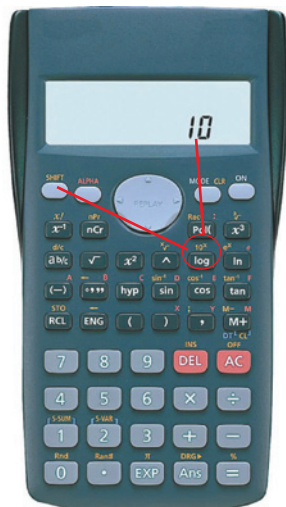 10
SHIFT ALPHA REPLAY MODE CLR ON
x! nPr Rec( : ³√
x⁻¹ nCr Pol( x³
d/c ˣ√ 10ˣ eˣ e
a b/c √ x² ^ log ln
A ← B C sin⁻¹ D cos⁻¹ E tan⁻¹ F
(−) °’ ” hyp sin cos tan
STO ← X ; Y M− M
RCL ENG ( ) , M+
INS OFF
7 8 9 DEL AC
4 5 6 × ÷
S-SUM S-VAR
1 2 3 + −
Rnd Ran# π DRG▸ %
0 · EXP Ans =